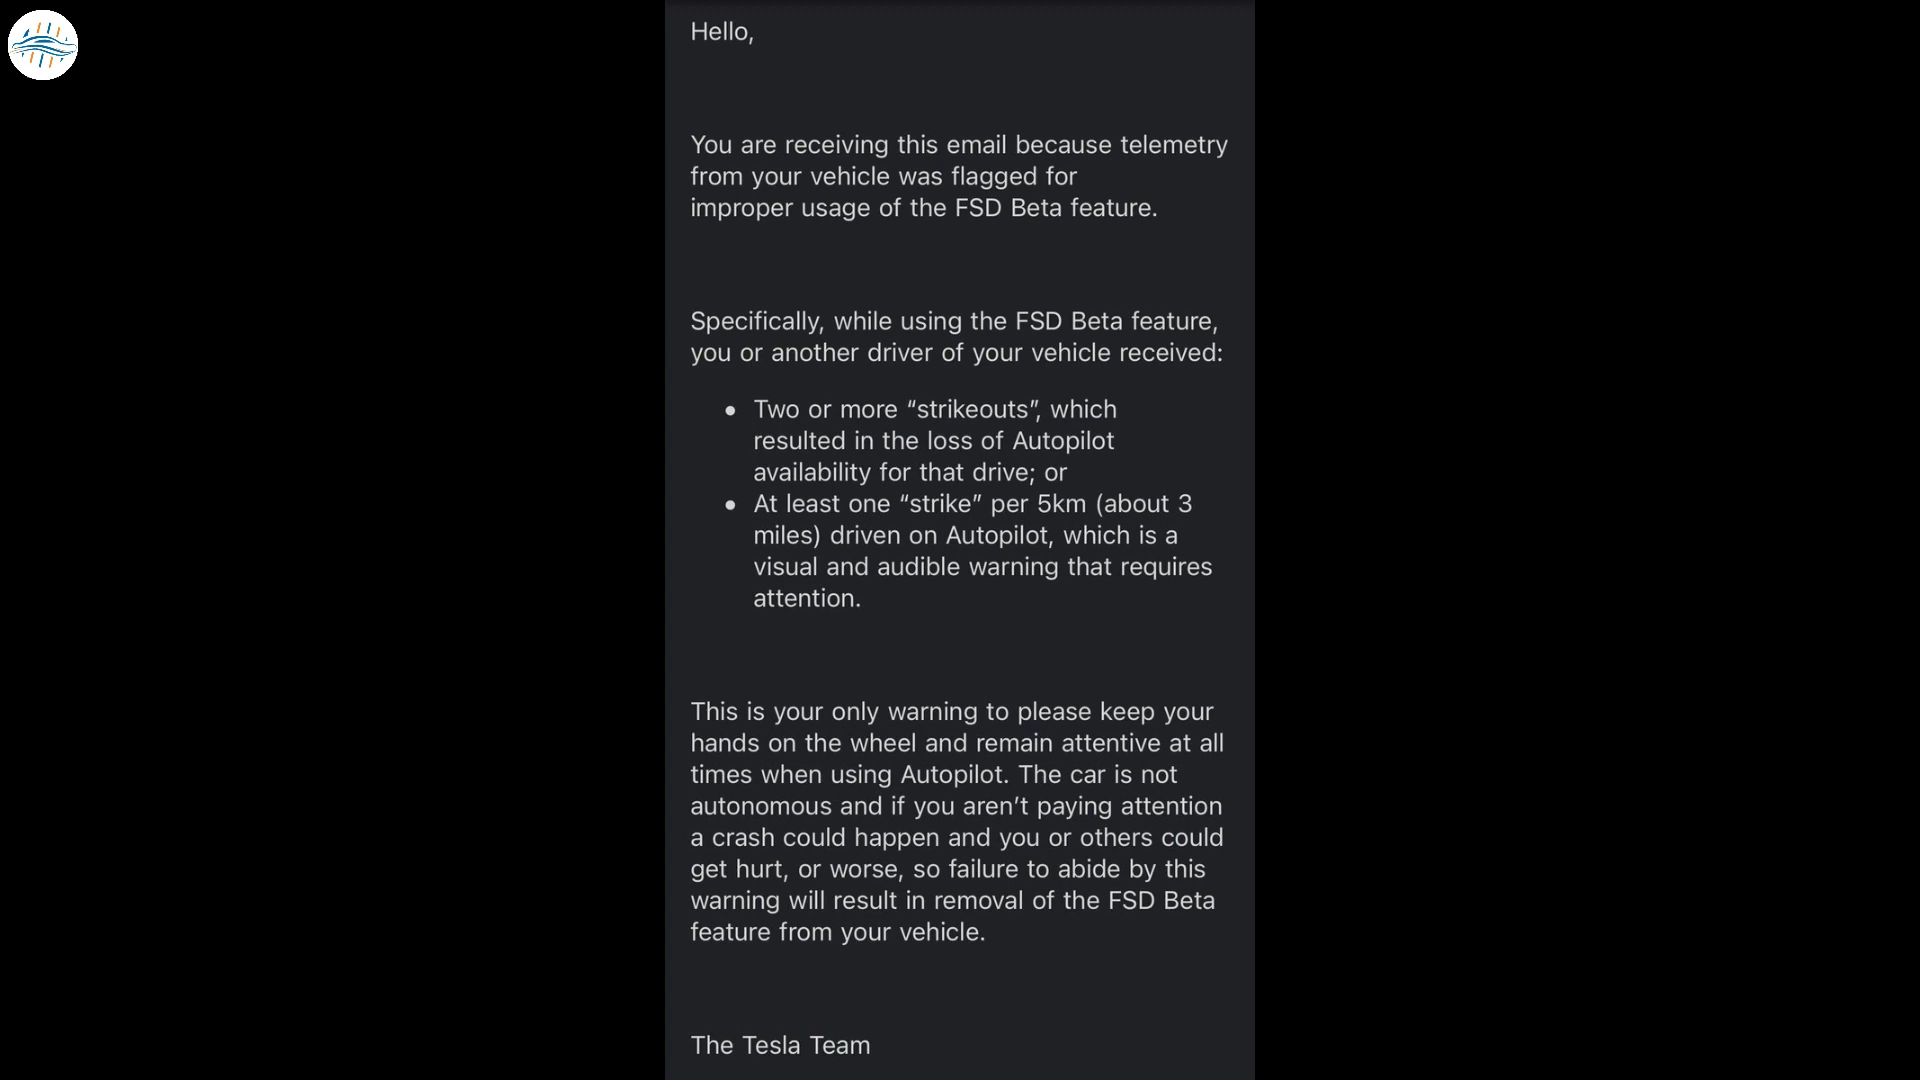 Hello,
You are receiving this email because telemetry
from your vehicle was flagged for
improper usage of the FSD Beta feature.
Specifically, while using the FSD Beta feature,
you or another driver of your vehicle received:
• Two or more “strikeouts”, which
resulted in the loss of Autopilot
availability for that drive; or
• At least one “strike” per 5km (about 3
miles) driven on Autopilot, which is a
visual and audible warning that requires
attention.
This is your only warning to please keep your
hands on the wheel and remain attentive at all
times when using Autopilot. The car is not
autonomous and if you aren’t paying attention
a crash could happen and you or others could
get hurt, or worse, so failure to abide by this
warning will result in removal of the FSD Beta
feature from your vehicle.
The Tesla Team